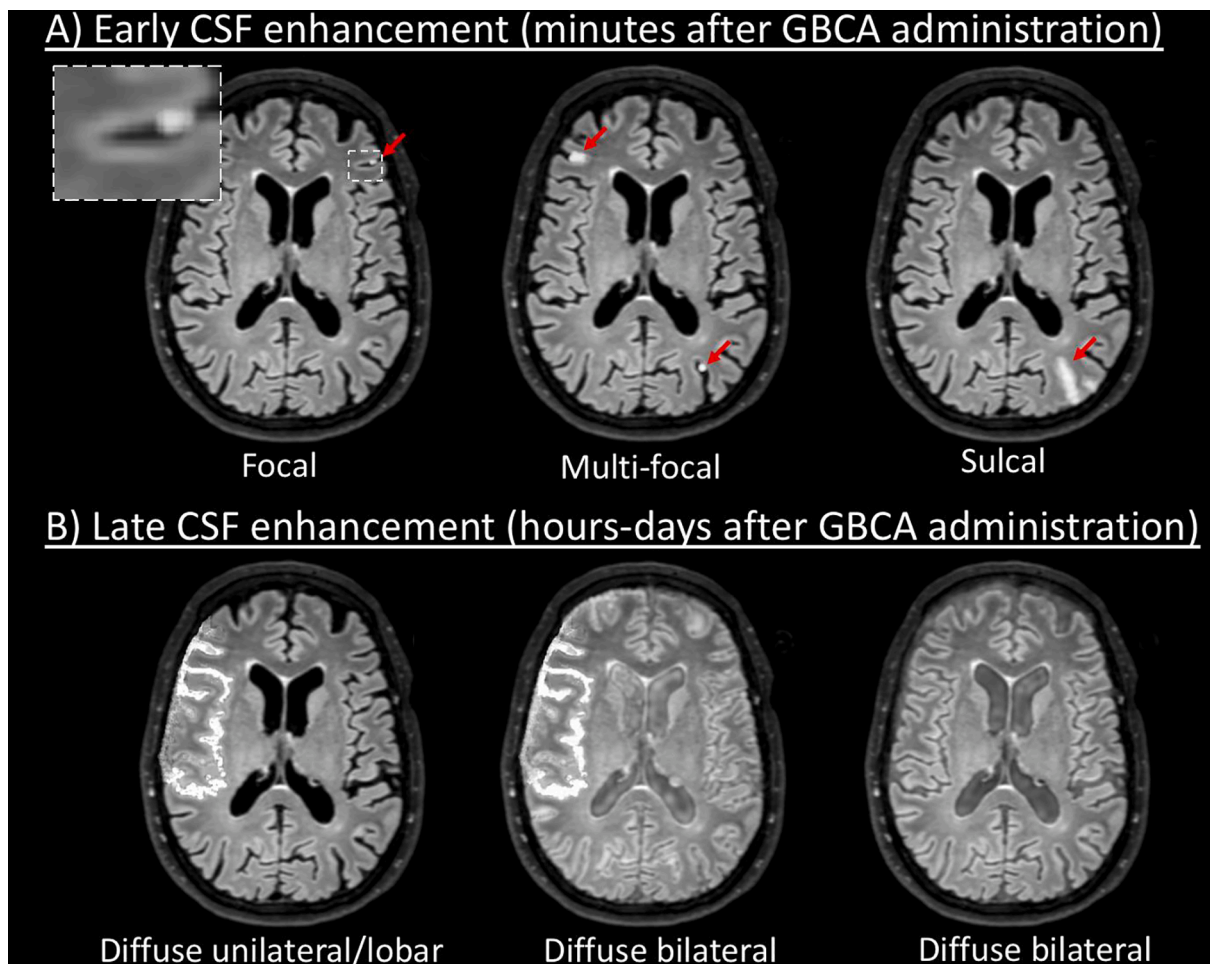 A) Early CSF enhancement (minutes after GBCA administration)
Focal
Multi-focal
Sulcal
B) Late CSF enhancement (hours-days after GBCA administration)
Diffuse unilateral/lobar
Diffuse bilateral
Diffuse bilateral